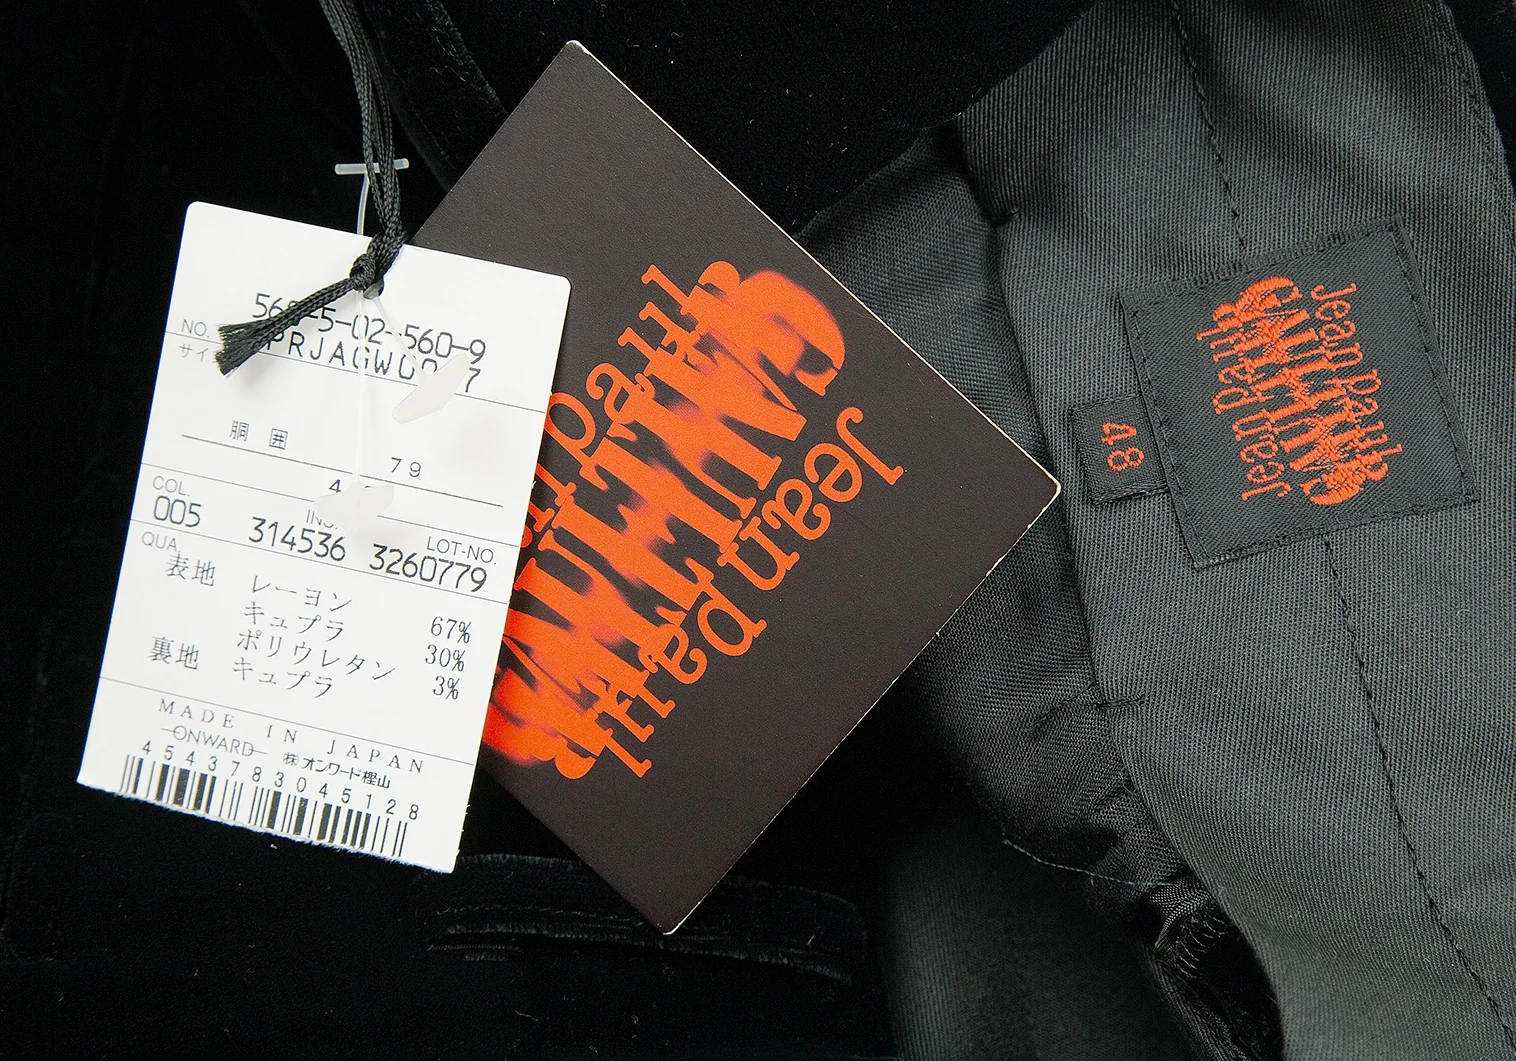 NO.
胴 囲
79
COL.
005
314536
LOT-NO.
3260779
QUA.
表地 レーヨン 67%
キュプラ 30%
ポリウレタン 3%
裏地 キュプラ
MADE IN JAPAN
ONWARD ㈱オンワード樫山
4543783045128
Jean paul
GAULTIER
Jean paul
GAULTIER
48